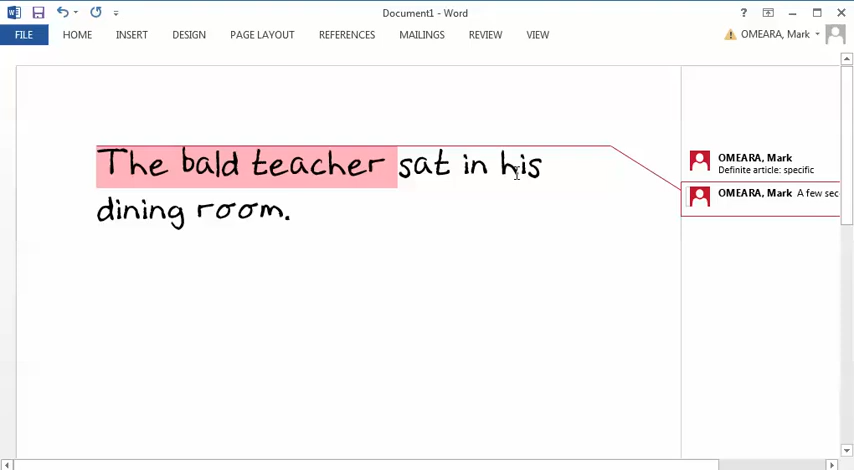 Document1 - Word
?
FILE HOME INSERT DESIGN PAGE LAYOUT REFERENCES MAILINGS REVIEW VIEW OMEARA, Mark
The bald teacher sat in his
dining room.
OMEARA, Mark
Definite article: specific
OMEARA, Mark A few sec